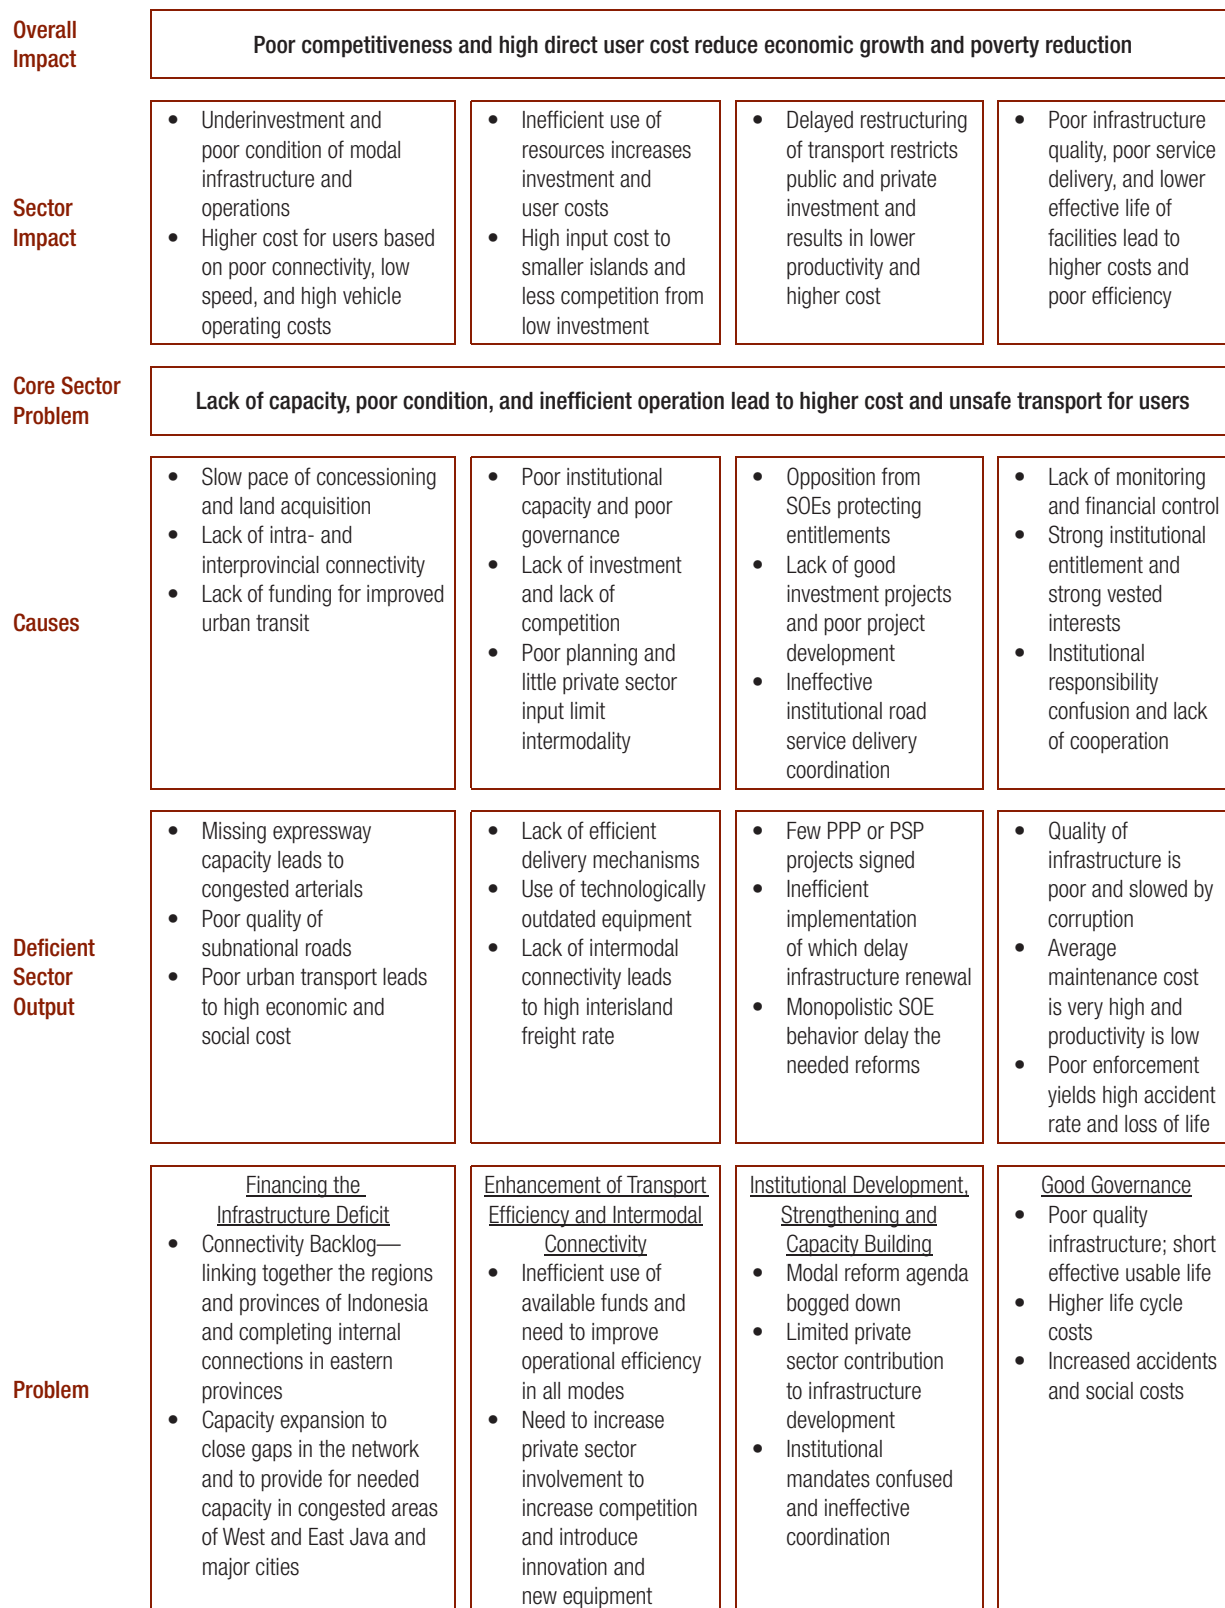 Overall
Impact
Poor competitiveness and high direct user cost reduce economic growth and poverty reduction
Sector
Impact
• Underinvestment and
poor condition of modal
infrastructure and
operations
• Higher cost for users based
on poor connectivity, low
speed, and high vehicle
operating costs
• Inefficient use of
resources increases
investment and
user costs
• High input cost to
smaller islands and
less competition from
low investment
• Delayed restructuring
of transport restricts
public and private
investment and
results in lower
productivity and
higher cost
• Poor infrastructure
quality, poor service
delivery, and lower
effective life of
facilities lead to
higher costs and
poor efficiency
Core Sector
Problem
Lack of capacity, poor condition, and inefficient operation lead to higher cost and unsafe transport for users
Causes
• Slow pace of concessioning
and land acquisition
• Lack of intra- and
interprovincial connectivity
• Lack of funding for improved
urban transit
• Poor institutional
capacity and poor
governance
• Lack of investment
and lack of
competition
• Poor planning and
little private sector
input limit
intermodality
• Opposition from
SOEs protecting
entitlements
• Lack of good
investment projects
and poor project
development
• Ineffective
institutional road
service delivery
coordination
• Lack of monitoring
and financial control
• Strong institutional
entitlement and
strong vested
interests
• Institutional
responsibility
confusion and lack
of cooperation
Deficient
Sector
Output
• Missing expressway
capacity leads to
congested arterials
• Poor quality of
subnational roads
• Poor urban transport leads
to high economic and
social cost
• Lack of efficient
delivery mechanisms
• Use of technologically
outdated equipment
• Lack of intermodal
connectivity leads
to high interisland
freight rate
• Few PPP or PSP
projects signed
• Inefficient
implementation
of which delay
infrastructure renewal
• Monopolistic SOE
behavior delay the
needed reforms
• Quality of
infrastructure is
poor and slowed by
corruption
• Average
maintenance cost
is very high and
productivity is low
• Poor enforcement
yields high accident
rate and loss of life
Problem
Financing the
Infrastructure Deficit
• Connectivity Backlog—
linking together the regions
and provinces of Indonesia
and completing internal
connections in eastern
provinces
• Capacity expansion to
close gaps in the network
and to provide for needed
capacity in congested areas
of West and East Java and
major cities
Enhancement of Transport
Efficiency and Intermodal
Connectivity
• Inefficient use of
available funds and
need to improve
operational efficiency
in all modes
• Need to increase
private sector
involvement to
increase competition
and introduce
innovation and
new equipment
Institutional Development,
Strengthening and
Capacity Building
• Modal reform agenda
bogged down
• Limited private
sector contribution
to infrastructure
development
• Institutional
mandates confused
and ineffective
coordination
Good Governance
• Poor quality
infrastructure; short
effective usable life
• Higher life cycle
costs
• Increased accidents
and social costs